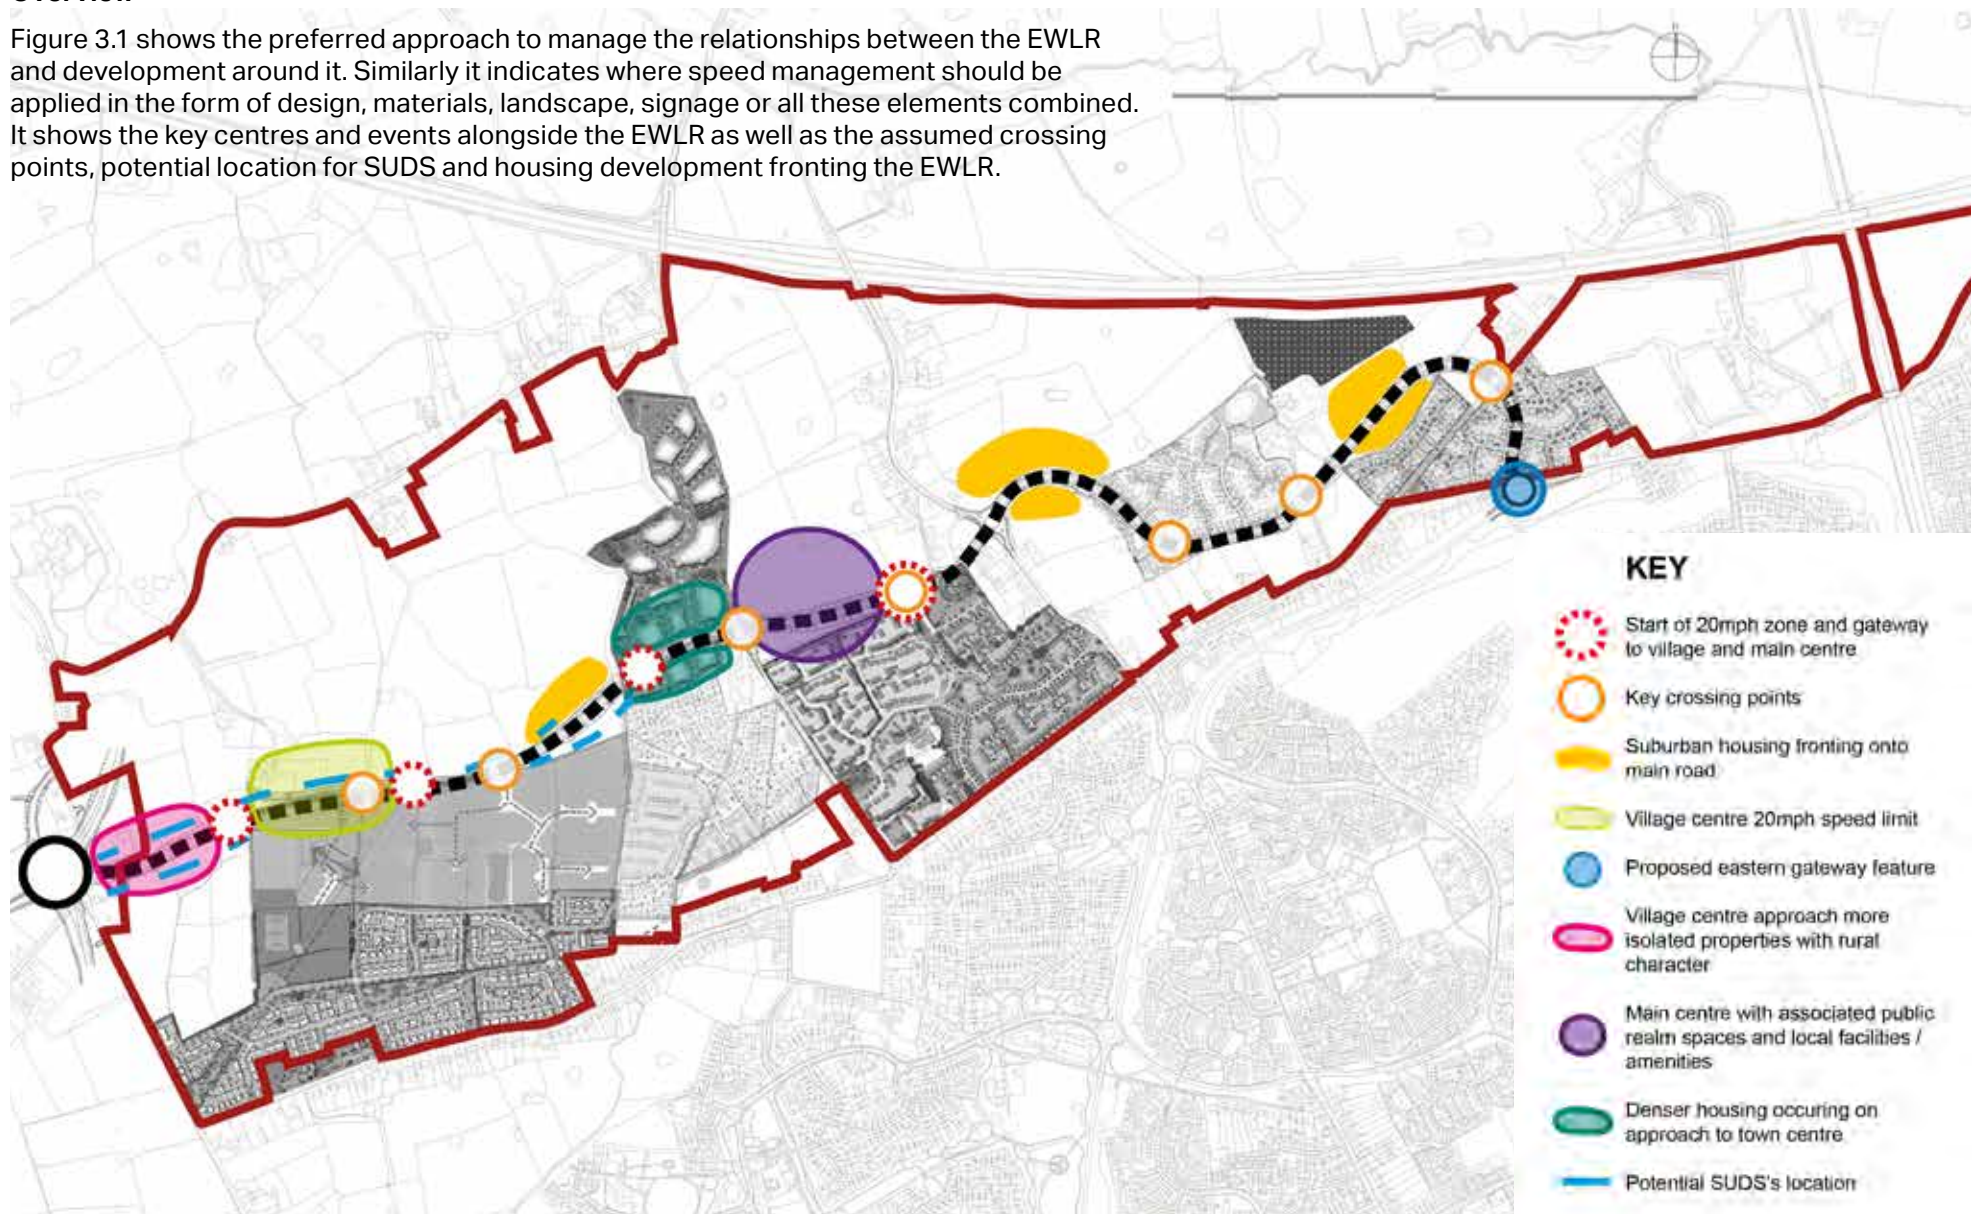 Figure 3.1 shows the preferred approach to manage the relationships between the EWLR
and development around it. Similarly it indicates where speed management should be
applied in the form of design, materials, landscape, signage or all these elements combined.
It shows the key centres and events alongside the EWLR as well as the assumed crossing
points, potential location for SUDS and housing development fronting the EWLR.
KEY
Start of 20mph zone and gateway
to village and main centre
Key crossing points
Suburban housing fronting onto
main road
Village centre 20mph speed limit
Proposed eastern gateway feature
Village centre approach more
isolated properties with rural
character
Main centre with associated public
realm spaces and local facilities /
amenities
Denser housing occuring on
approach to town centre
Potential SUDS's location